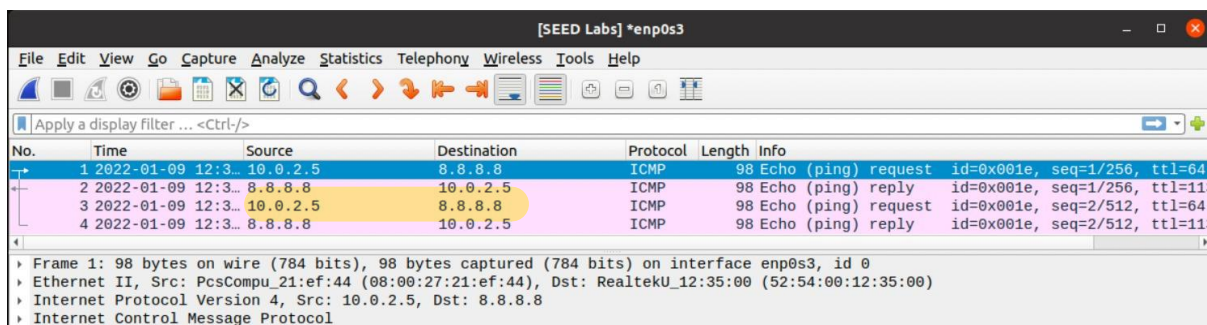 [SEED Labs] *enp0s3
File Edit View Go Capture Analyze Statistics Telephony Wireless Tools Help
Apply a display filter ... <Ctrl-/>
No. Time Source Destination Protocol Length Info
1 2022-01-09 12:3… 10.0.2.5 8.8.8.8 ICMP 98 Echo (ping) request id=0x001e, seq=1/256, ttl=64
2 2022-01-09 12:3… 8.8.8.8 10.0.2.5 ICMP 98 Echo (ping) reply id=0x001e, seq=1/256, ttl=11
3 2022-01-09 12:3… 10.0.2.5 8.8.8.8 ICMP 98 Echo (ping) request id=0x001e, seq=2/512, ttl=64
4 2022-01-09 12:3… 8.8.8.8 10.0.2.5 ICMP 98 Echo (ping) reply id=0x001e, seq=2/512, ttl=11
Frame 1: 98 bytes on wire (784 bits), 98 bytes captured (784 bits) on interface enp0s3, id 0
Ethernet II, Src: PcsCompu_21:ef:44 (08:00:27:21:ef:44), Dst: RealtekU_12:35:00 (52:54:00:12:35:00)
Internet Protocol Version 4, Src: 10.0.2.5, Dst: 8.8.8.8
Internet Control Message Protocol